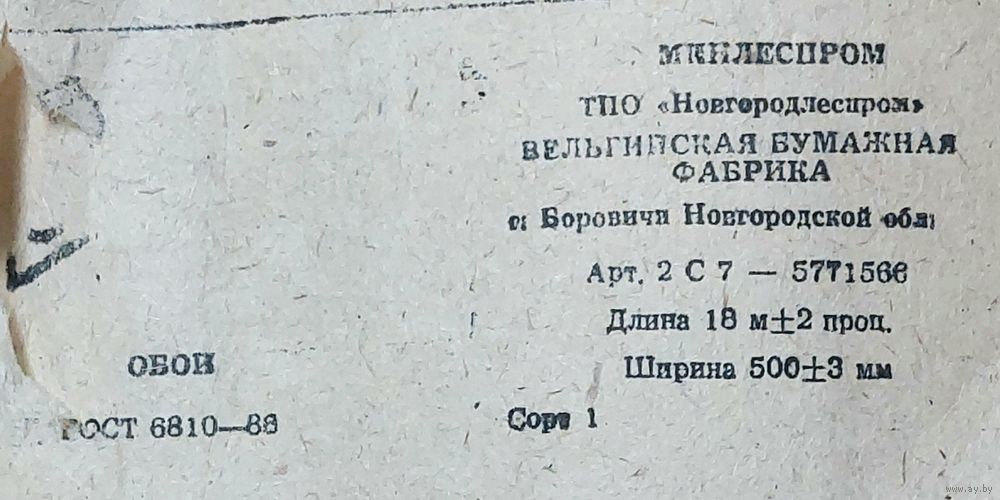 МИНЛЕСПРОМ
ТПО «Новгородлеспром»
ВЕЛЬГИЙСКАЯ БУМАЖНАЯ
ФАБРИКА
г. Боровичи Новгородской обл.
Арт. 2 С 7 — 5771566
Длина 18 м±2 проц.
Ширина 500±3 мм
Сорт 1
ОБОИ
ГОСТ 6810—86
www.ay.by